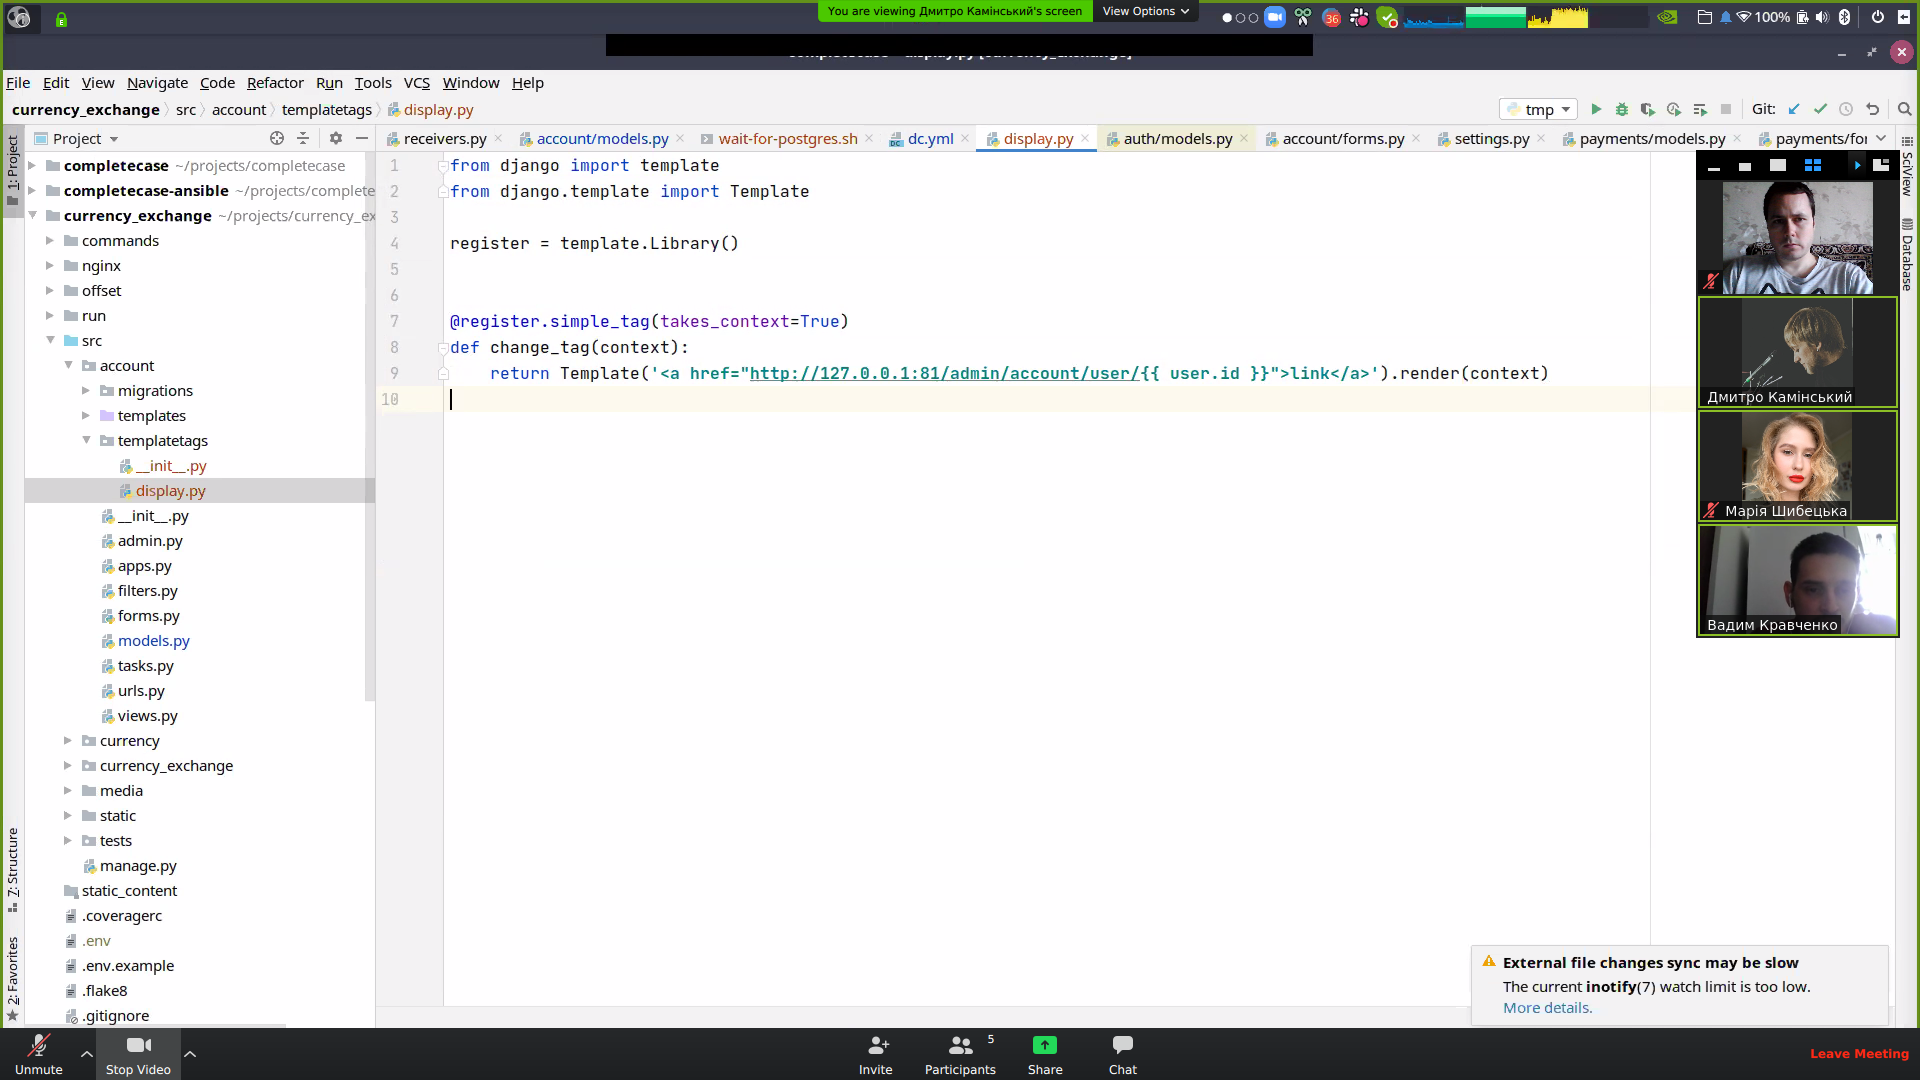 You are viewing Дмитро Камінський's screen
View Options
36
100%
File Edit View Navigate Code Refactor Run Tools VCS Window Help
currency_exchange src account templatetags display.py
tmp
Git:
Project
receivers.py
account/models.py
wait-for-postgres.sh
dc.yml
display.py
auth/models.py
account/forms.py
settings.py
payments/models.py
payments/for
1: Project
7: Structure
2: Favorites
completecase ~/projects/completecase
completecase-ansible ~/projects/complete
currency_exchange ~/projects/currency_ex
commands
nginx
offset
run
src
account
migrations
templates
templatetags
__init__.py
display.py
__init__.py
admin.py
apps.py
filters.py
forms.py
models.py
tasks.py
urls.py
views.py
currency
currency_exchange
media
static
tests
manage.py
static_content
.coveragerc
.env
.env.example
.flake8
.gitignore
1 from django import template
2 from django.template import Template
3
4 register = template.Library()
5
6
7 @register.simple_tag(takes_context=True)
8 def change_tag(context):
9 return Template('<a href="http://127.0.0.1:81/admin/account/user/{{ user.id }}">link</a>').render(context)
10
SciView
Database
Дмитро Камінський
Марія Шибецька
Вадим Кравченко
External file changes sync may be slow
The current inotify(7) watch limit is too low.
More details.
Unmute
Stop Video
Invite
Participants
5
Share
Chat
Leave Meeting